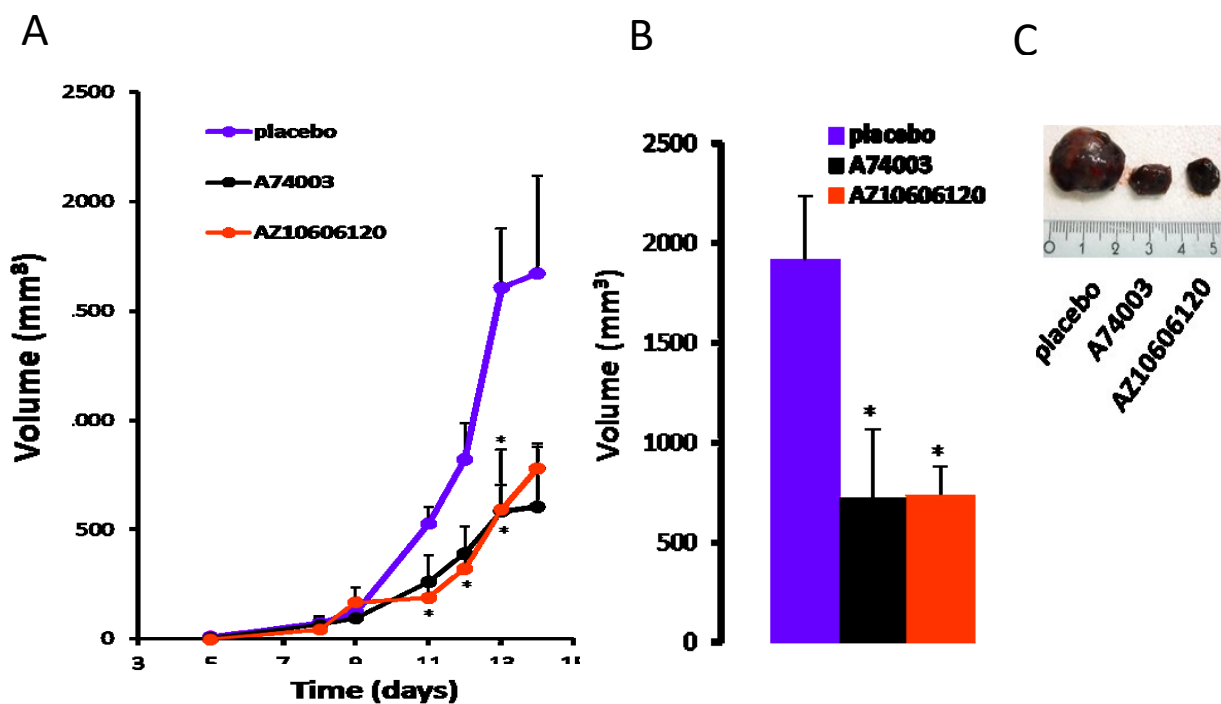 A
B
C
2500
2000
.500
.000
500
0
3
5
7
9
11
13
15
Volume (mm³)
Time (days)
placebo
A74003
AZ10606120
*
*
*
*
2500
2000
1500
1000
500
0
Volume (mm³)
placebo
A74003
AZ10606120
*
*
0 1 2 3 4 5
placebo
A74003
AZ10606120